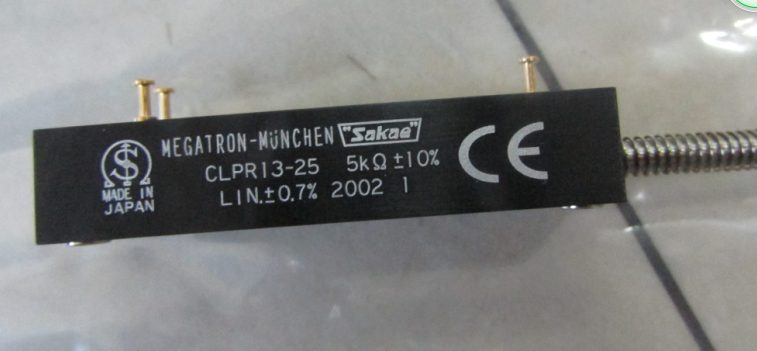 MEGATRON-MüNCHEN "Sakae"
CLPR13-25 5kΩ ±10%
LIN.±0.7% 2002 1
CE
S
MADE IN
JAPAN